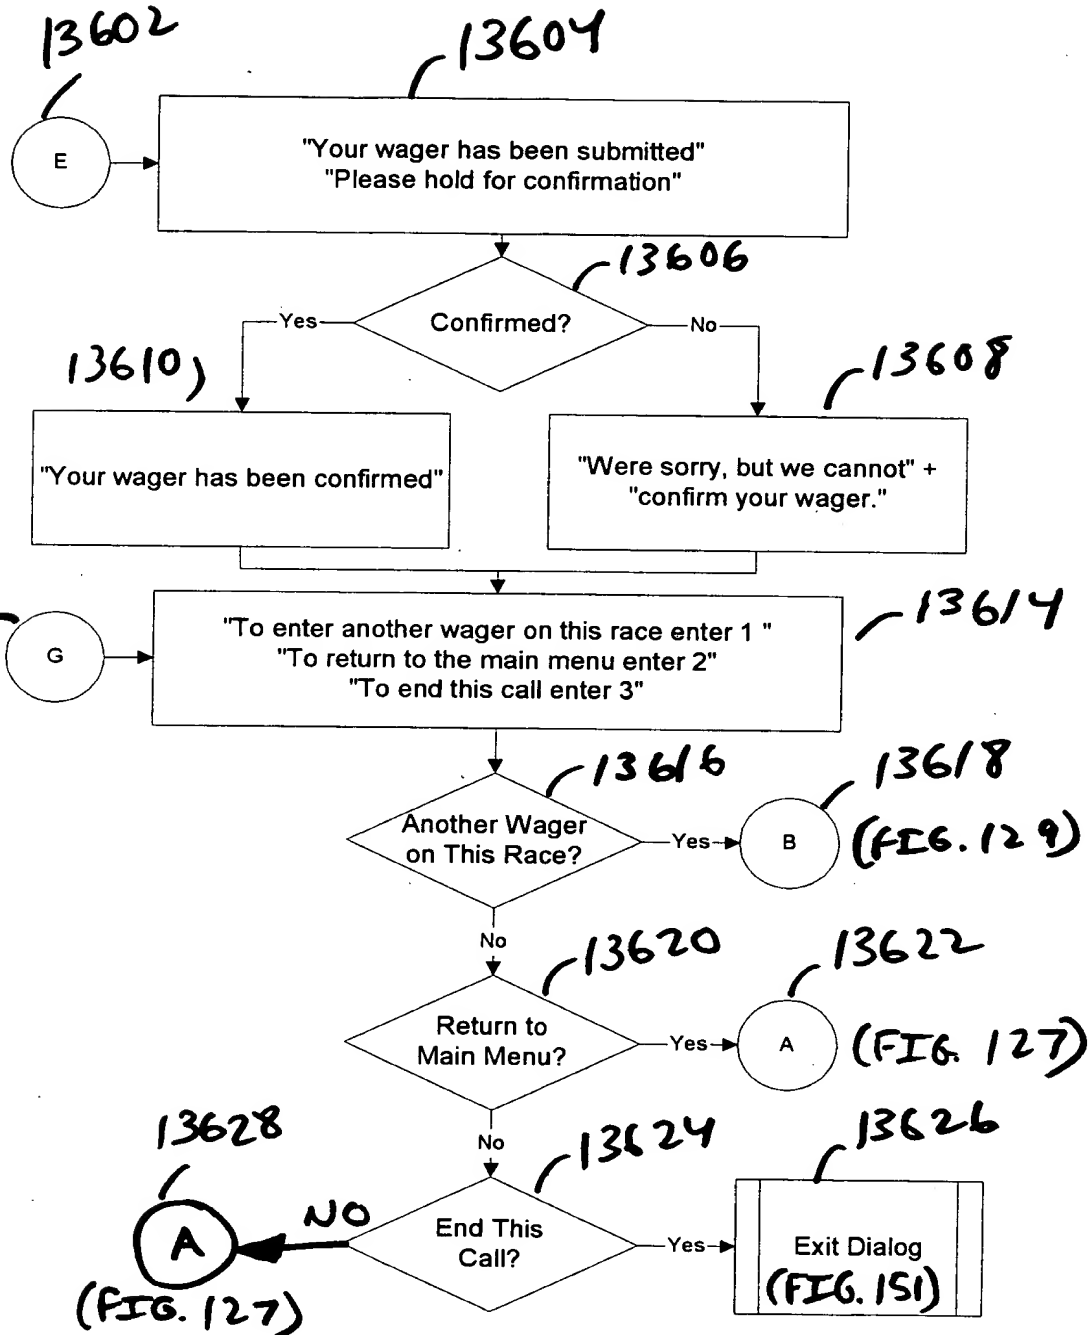 13602
13604
E
"Your wager has been submitted"
"Please hold for confirmation"
13606
Confirmed?
Yes
No
13610
13608
"Your wager has been confirmed"
"Were sorry, but we cannot" +
"confirm your wager."
13614
G
"To enter another wager on this race enter 1 "
"To return to the main menu enter 2"
"To end this call enter 3"
13616
13618
Another Wager
on This Race?
Yes
B
(FIG. 129)
No
13620
13622
Return to
Main Menu?
Yes
A
(FIG. 127)
No
13628
13624
13626
A
NO
End This
Call?
Yes
Exit Dialog
(FIG. 151)
(FIG. 127)